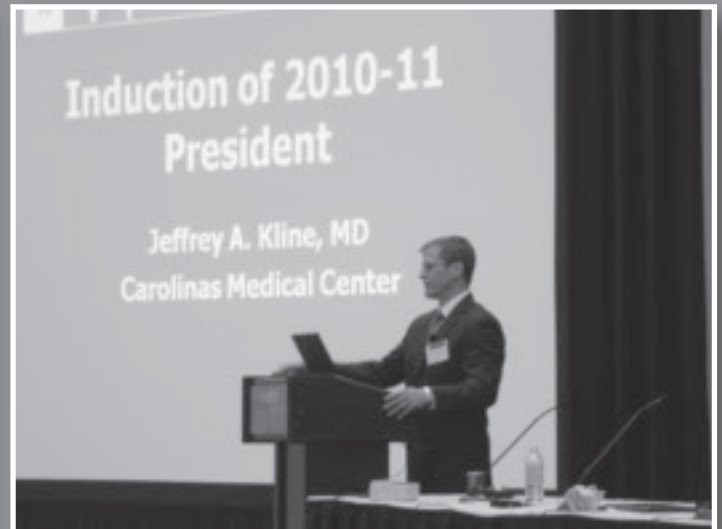 Induction of 2010-11
President
Jeffrey A. Kline, MD
Carolinas Medical Center